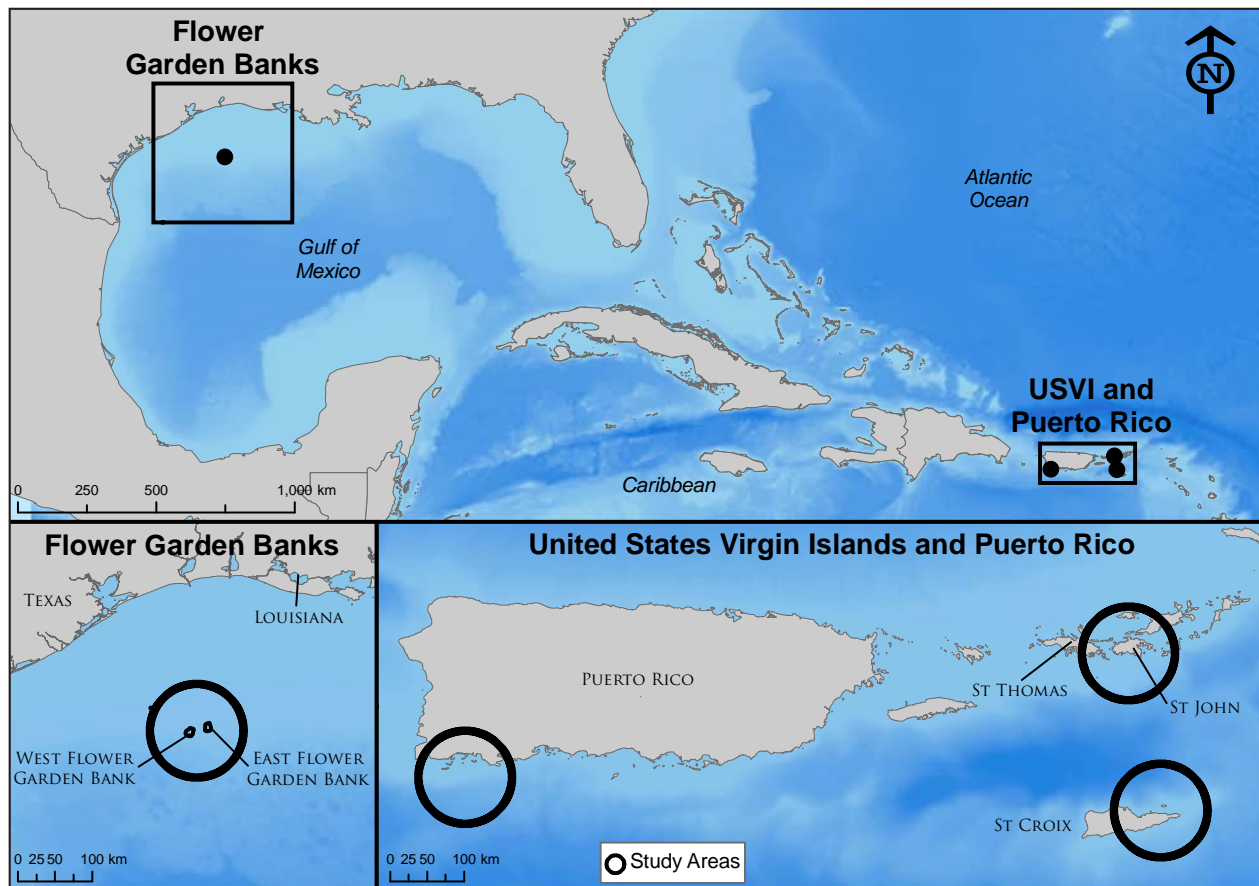 Flower
Garden Banks
N
Atlantic
Ocean
Gulf of
Mexico
USVI and
Puerto Rico
Caribbean
0 250 500 1,000 km
Flower Garden Banks
TEXAS
LOUISIANA
WEST FLOWER
GARDEN BANK
EAST FLOWER
GARDEN BANK
0 25 50 100 km
United States Virgin Islands and Puerto Rico
PUERTO RICO
ST THOMAS
ST JOHN
ST CROIX
0 25 50 100 km
Study Areas